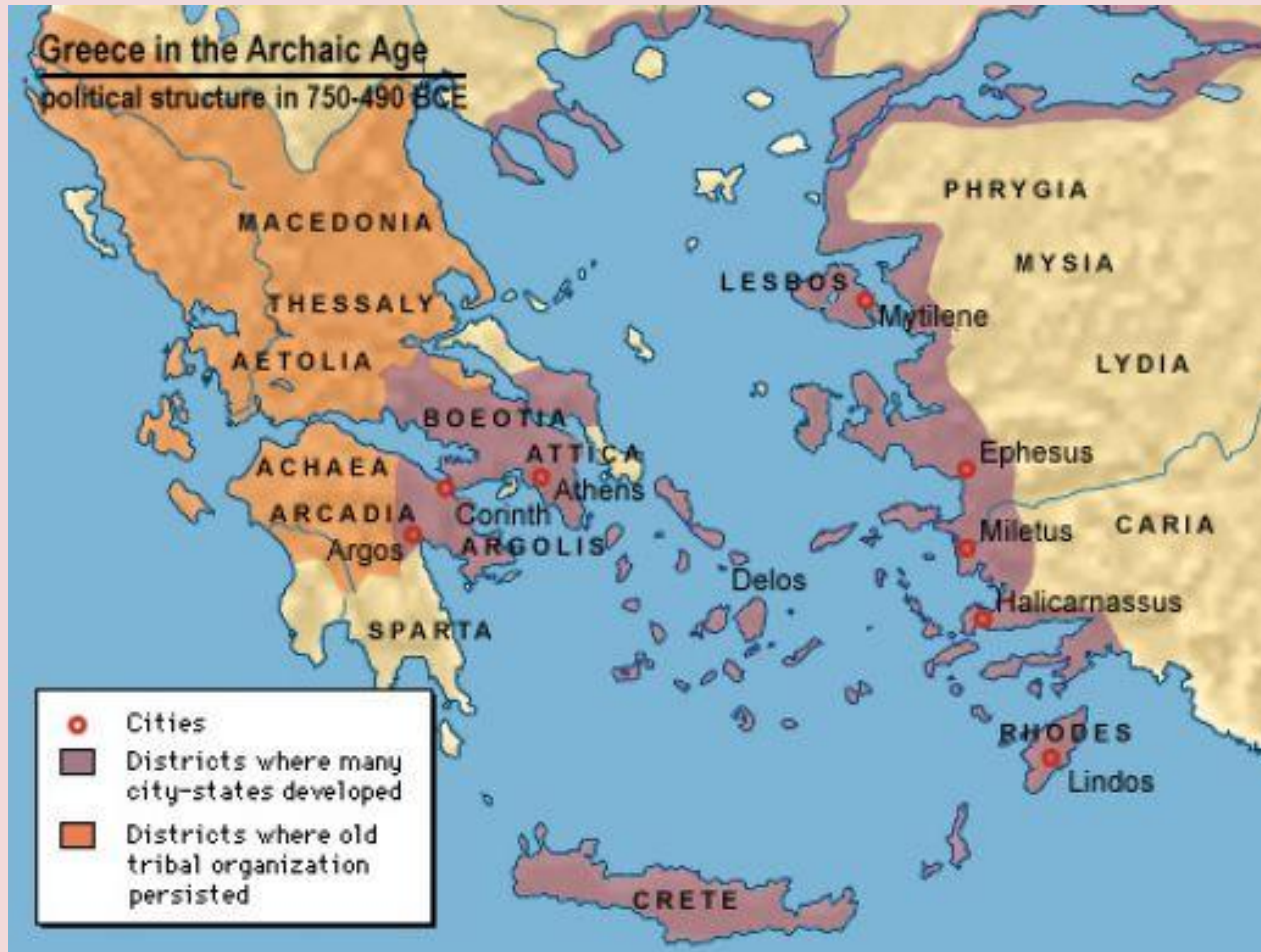 Greece in the Archaic Age
political structure in 750-490 BCE
MACEDONIA
THESSALY
AETOLIA
BOEOTIA
ATTICA
Athens
ACHAEA
ARCADIA
Corinth
Argos
ARGOLIS
SPARTA
PHRYGIA
MYSIA
LESBOS
Mytilene
LYDIA
Ephesus
Miletus
CARIA
Delos
Halicarnassus
RHODES
Lindos
CRETE
Cities
Districts where many
city-states developed
Districts where old
tribal organization
persisted